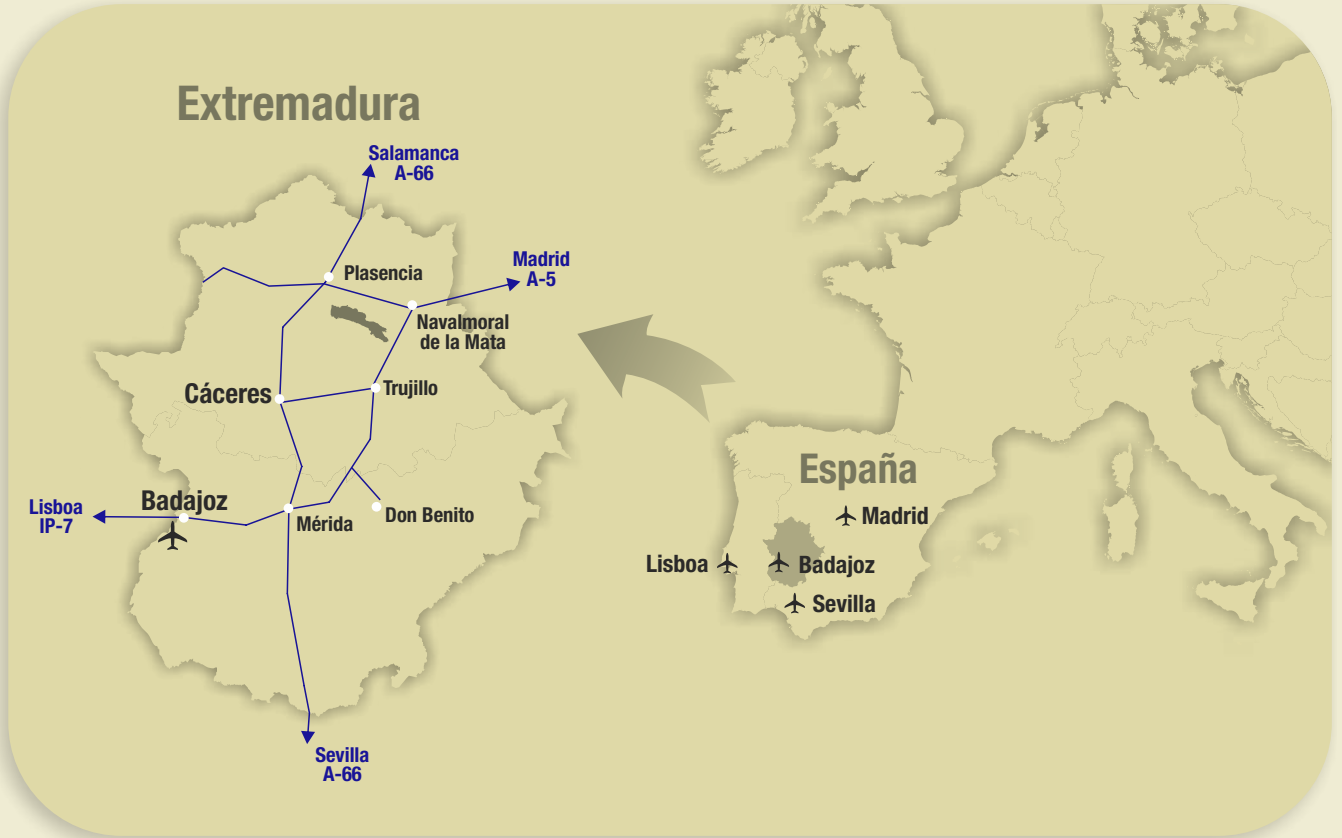 Extremadura
Salamanca
A-66
Madrid
A-5
Plasencia
Navalmoral
de la Mata
Cáceres
Trujillo
Badajoz
Lisboa
IP-7
Mérida
Don Benito
Sevilla
A-66
España
Madrid
Lisboa
Badajoz
Sevilla